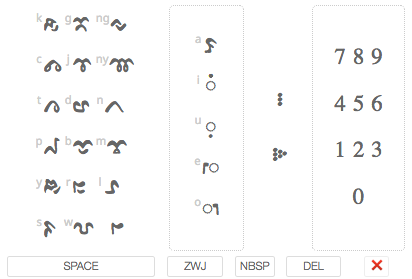 k 𑻠 g 𑻡 ng 𑻢
c 𑻩 j 𑻪 ny 𑻫
t 𑻦 d 𑻧 n 𑻨
p 𑻣 b 𑻤 m 𑻥
y 𑻬 r 𑻭 l 𑻮
s 𑻰 w 𑻯 𑻲
a 𑻱
i ◌𑻳
u ◌𑻴
e ◌𑻵
o ◌𑻶
𑻷
𑻸
7 8 9
4 5 6
1 2 3
0
SPACE ZWJ NBSP DEL ✕